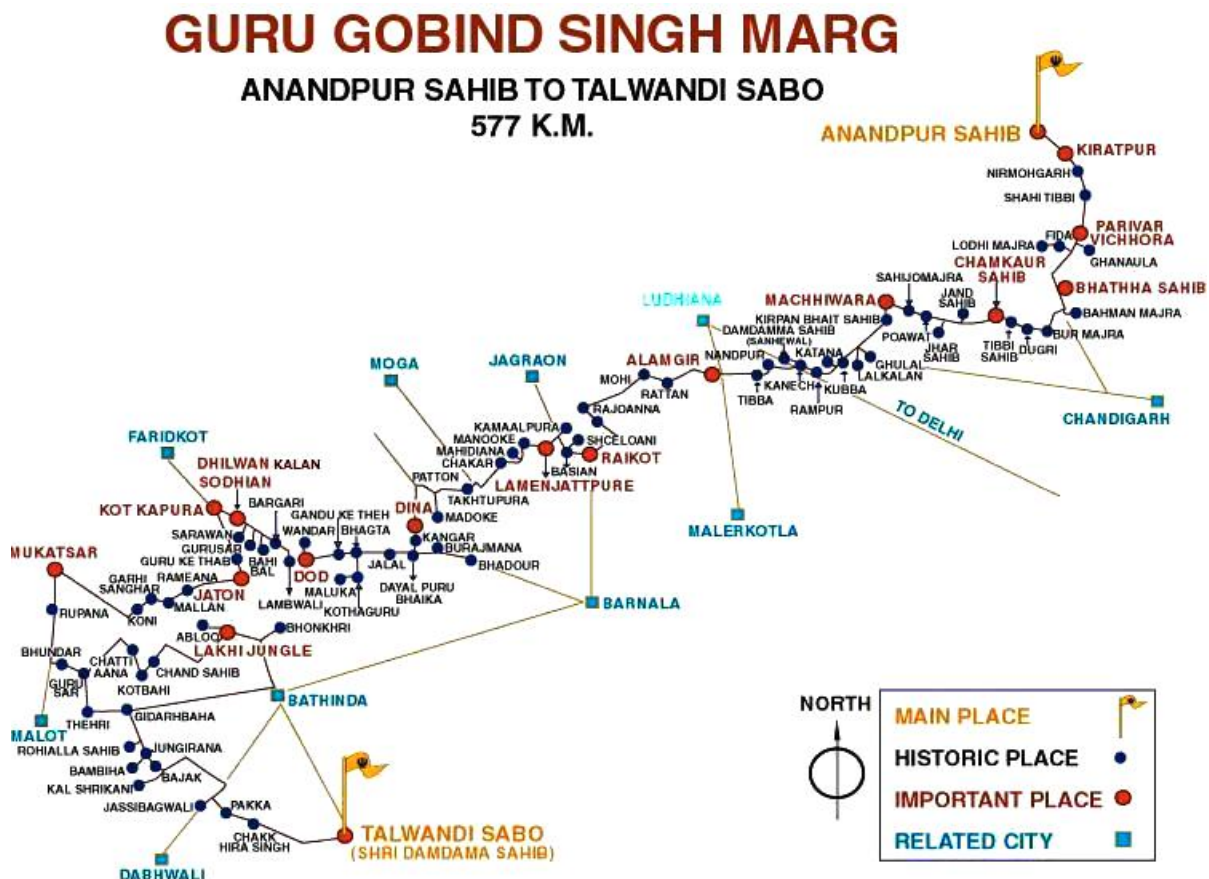 GURU GOBIND SINGH MARG
ANANDPUR SAHIB TO TALWANDI SABO
577 K.M.
ANANDPUR SAHIB
KIRATPUR
NIRMOHGARH
SHAHI TIBBI
PARIVAR
VICHHORA
FIDA
LODHI MAJRA
GHANAULA
CHAMKAUR
SAHIB
BHATHHA SAHIB
SAHIJOMAJRA
JAND
SAHIB
LUDHIANA
MACHHIWARA
KIRPAN BHAIT SAHIB
BAHMAN MAJRA
BUR MAJRA
DAMDAMMA SAHIB
(SANHEWAL)
POAWAT
JHAR
SAHIB
TIBBI
SAHIB
DUGRI
MOGA
JAGRAON
ALAMGIR
NANDPUR
KATANA
GHULAL
LALKALAN
MOHI
RATTAN
TIBBA
KANECH
KUBBA
RAMPUR
CHANDIGARH
TO DELHI
RAJOANNA
KAMAALPURA
FARIDKOT
MANOOKE
SHCELOANI
MAHIDIANA
CHAKAR
RAIKOT
BASIAN
LAMENJATTPURE
DHILWAN KALAN
SODHIAN
PATTON
TAKHTUPURA
BARGARI
GANDU KE THEH
DINA
MADOKE
KOT KAPURA
MALERKOTLA
SARAWAN
WANDAR
BHAGTA
KANGAR
BURAJMANA
GURUSAR
MUKATSAR
GURU KE THAB
BAHI
BAL
DOD
JALAL
BHADOUR
GARHI
SANGHAR
RAMEANA
JATON
MALUKA
DAYAL PURU
BHAIKA
RUPANA
KONI
MALLAN
LAMBWALI
KOTHAGURU
BARNALA
ABLOO
BHONKHRI
LAKHI JUNGLE
BHUNDAR
CHATTI
AANA
CHAND SAHIB
GURU
SAR
KOTBAHI
BATHINDA
THEHRI
GIDARHBAHA
MALOT
ROHIALLA SAHIB
JUNGIRANA
BAMBIHA
BAJAK
KAL SHRIKANI
JASSIBAGWALI
PAKKA
CHAKK
HIRA SINGH
TALWANDI SABO
(SHRI DAMDAMA SAHIB)
DABHWALI
NORTH
MAIN PLACE
HISTORIC PLACE
IMPORTANT PLACE
RELATED CITY